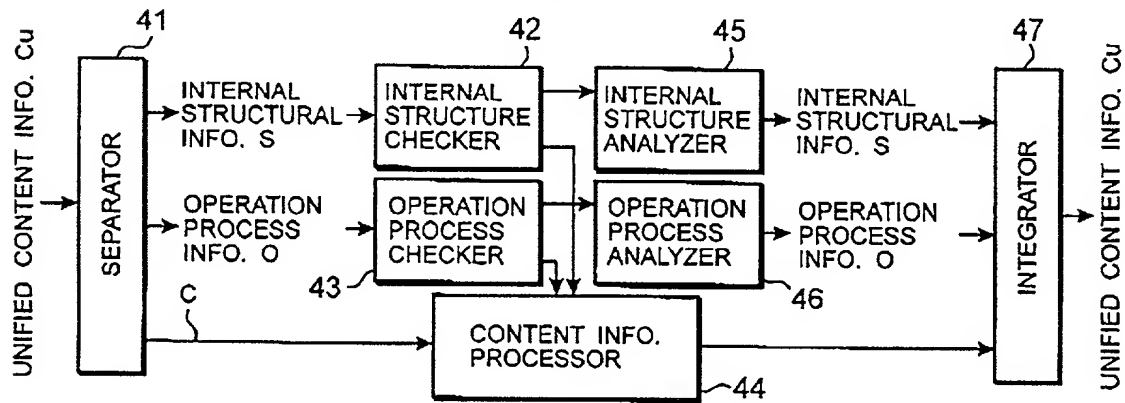 UNIFIED CONTENT INFO. Cu
41
SEPARATOR
INTERNAL
STRUCTURAL
INFO. S
OPERATION
PROCESS
INFO. O
C
42
INTERNAL
STRUCTURE
CHECKER
OPERATION
PROCESS
CHECKER
43
45
INTERNAL
STRUCTURE
ANALYZER
OPERATION
PROCESS
ANALYZER
46
CONTENT INFO.
PROCESSOR
44
INTERNAL
STRUCTURAL
INFO. S
OPERATION
PROCESS
INFO. O
47
INTEGRATOR
UNIFIED CONTENT INFO. Cu